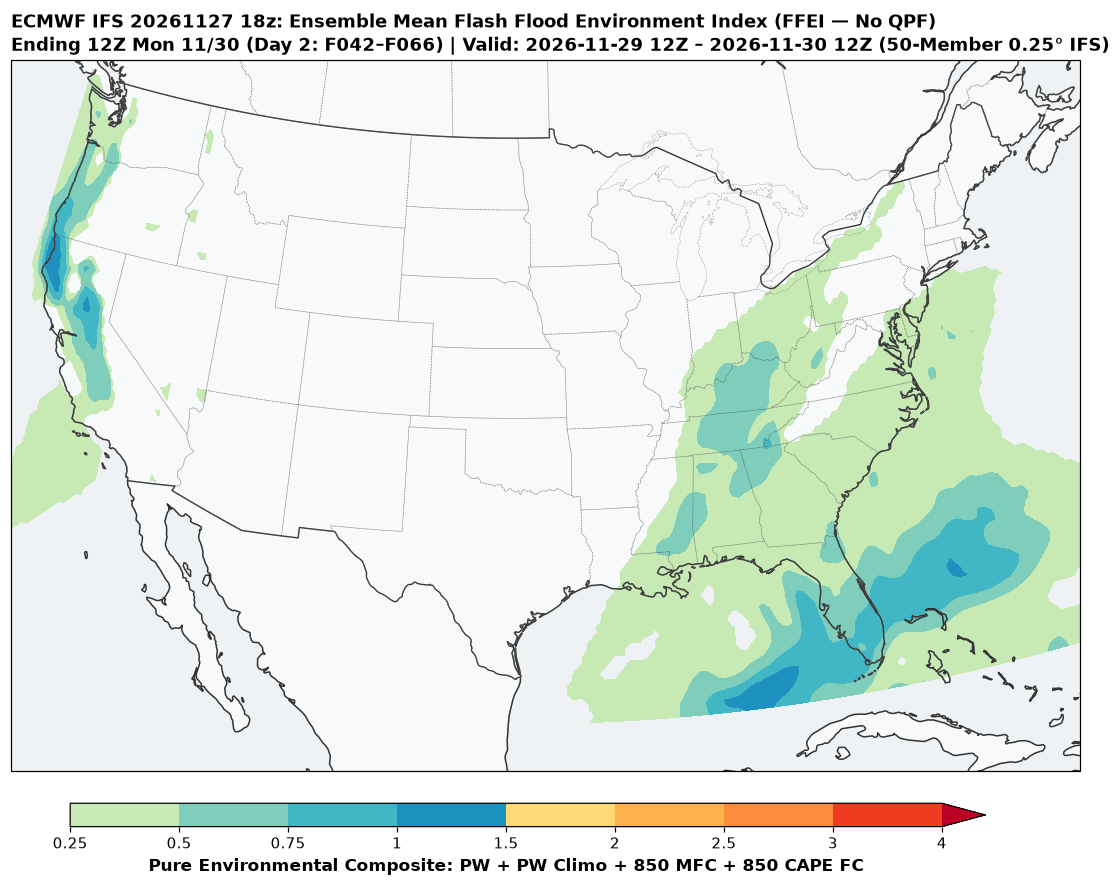 ECMWF IFS 20261127 18z: Ensemble Mean Flash Flood Environment Index (FFEI — No QPF)
Ending 12Z Mon 11/30 (Day 2: F042–F066) | Valid: 2026-11-29 12Z – 2026-11-30 12Z (50-Member 0.25° IFS)
0.25 0.5 0.75 1 1.5 2 2.5 3 4
Pure Environmental Composite: PW + PW Climo + 850 MFC + 850 CAPE FC